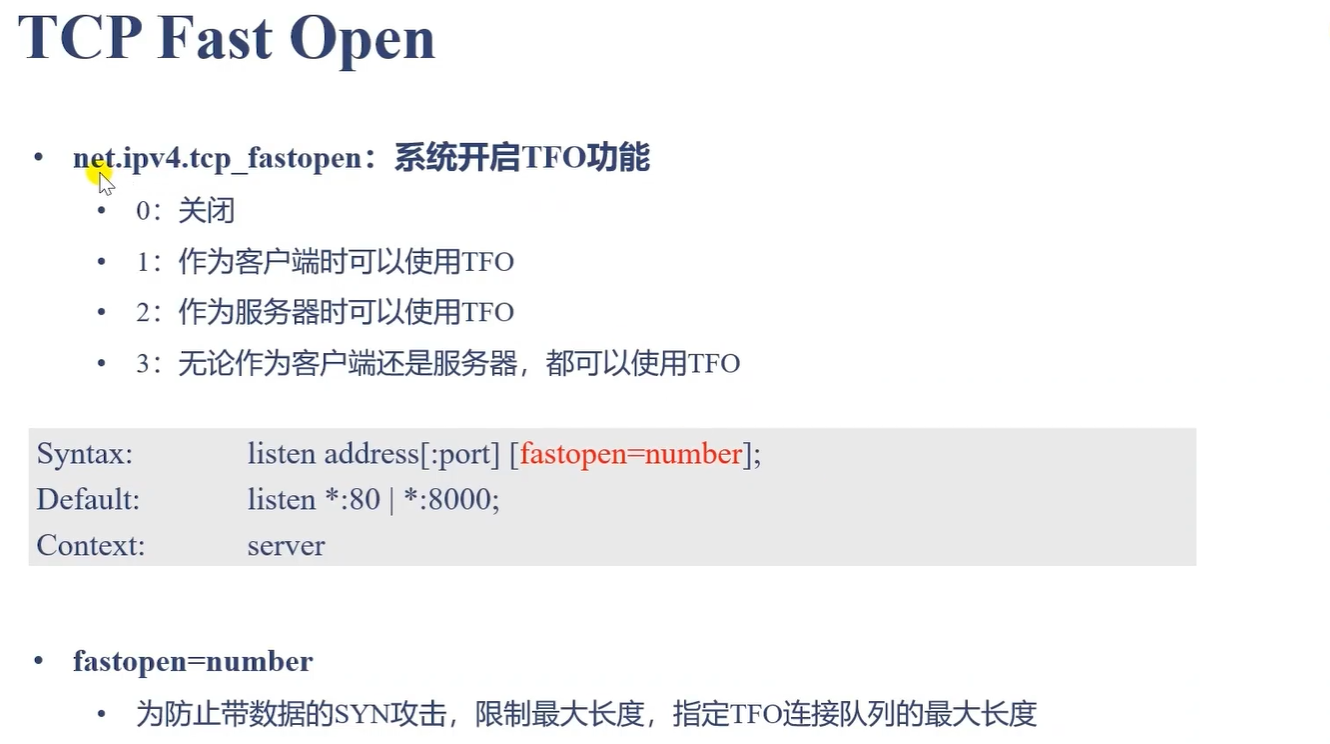 TCP Fast Open
• net.ipv4.tcp_fastopen：系统开启TFO功能
• 0：关闭
• 1：作为客户端时可以使用TFO
• 2：作为服务器时可以使用TFO
• 3：无论作为客户端还是服务器，都可以使用TFO
Syntax: listen address[:port] [fastopen=number];
Default: listen *:80 | *:8000;
Context: server
• fastopen=number
• 为防止带数据的SYN攻击，限制最大长度，指定TFO连接队列的最大长度